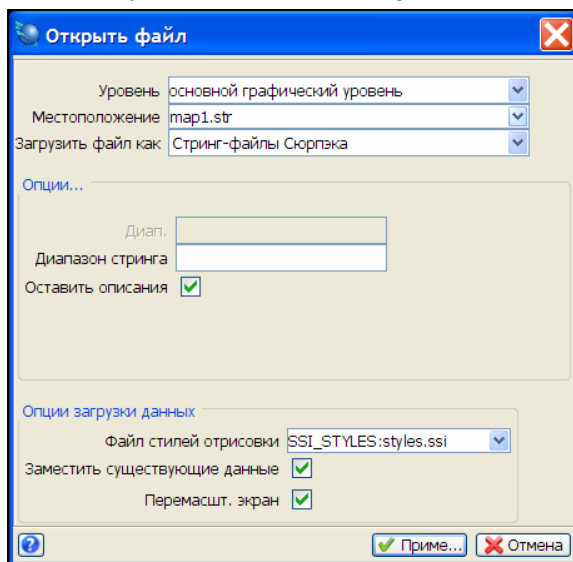 Открыть файл
Уровень основной графический уровень
Местоположение map1.str
Загрузить файл как Стринг-файлы Сюрпэка
Опции...
Диап.
Диапазон стринга
Оставить описания
Опции загрузки данных
Файл стилей отрисовки SSI_STYLES:styles.ssi
Заместить существующие данные
Перемасшт. экран
Приме... Отмена